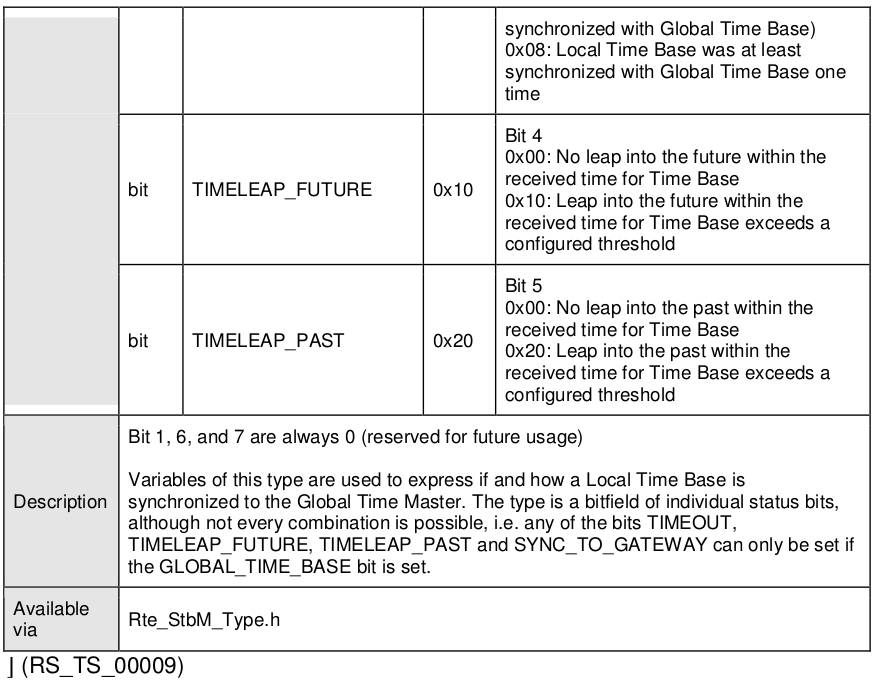 synchronized with Global Time Base)
0x08: Local Time Base was at least
synchronized with Global Time Base one
time
bit
TIMELEAP_FUTURE
0x10
Bit 4
0x00: No leap into the future within the
received time for Time Base
0x10: Leap into the future within the
received time for Time Base exceeds a
configured threshold
bit
TIMELEAP_PAST
0x20
Bit 5
0x00: No leap into the past within the
received time for Time Base
0x20: Leap into the past within the
received time for Time Base exceeds a
configured threshold
Description
Bit 1, 6, and 7 are always 0 (reserved for future usage)
Variables of this type are used to express if and how a Local Time Base is
synchronized to the Global Time Master. The type is a bitfield of individual status bits,
although not every combination is possible, i.e. any of the bits TIMEOUT,
TIMELEAP_FUTURE, TIMELEAP_PAST and SYNC_TO_GATEWAY can only be set if
the GLOBAL_TIME_BASE bit is set.
Available
via
Rte_StbM_Type.h
⌋ (RS_TS_00009)